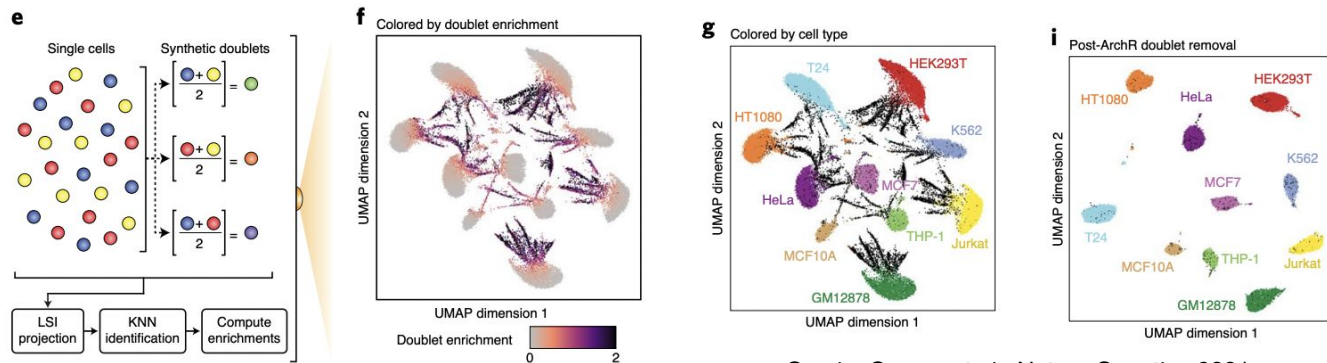 e
Single cells
Synthetic doublets
+
2
=
+
2
=
+
2
=
LSI
projection
KNN
identification
Compute
enrichments
f
Colored by doublet enrichment
UMAP dimension 2
UMAP dimension 1
Doublet enrichment
0
2
g
Colored by cell type
T24
HEK293T
HT1080
K562
HeLa
MCF7
Jurkat
THP-1
MCF10A
GM12878
UMAP dimension 2
UMAP dimension 1
i
Post-ArchR doublet removal
HT1080
HeLa
HEK293T
K562
MCF7
T24
MCF10A
THP-1
Jurkat
GM12878
UMAP dimension 2
UMAP dimension 1